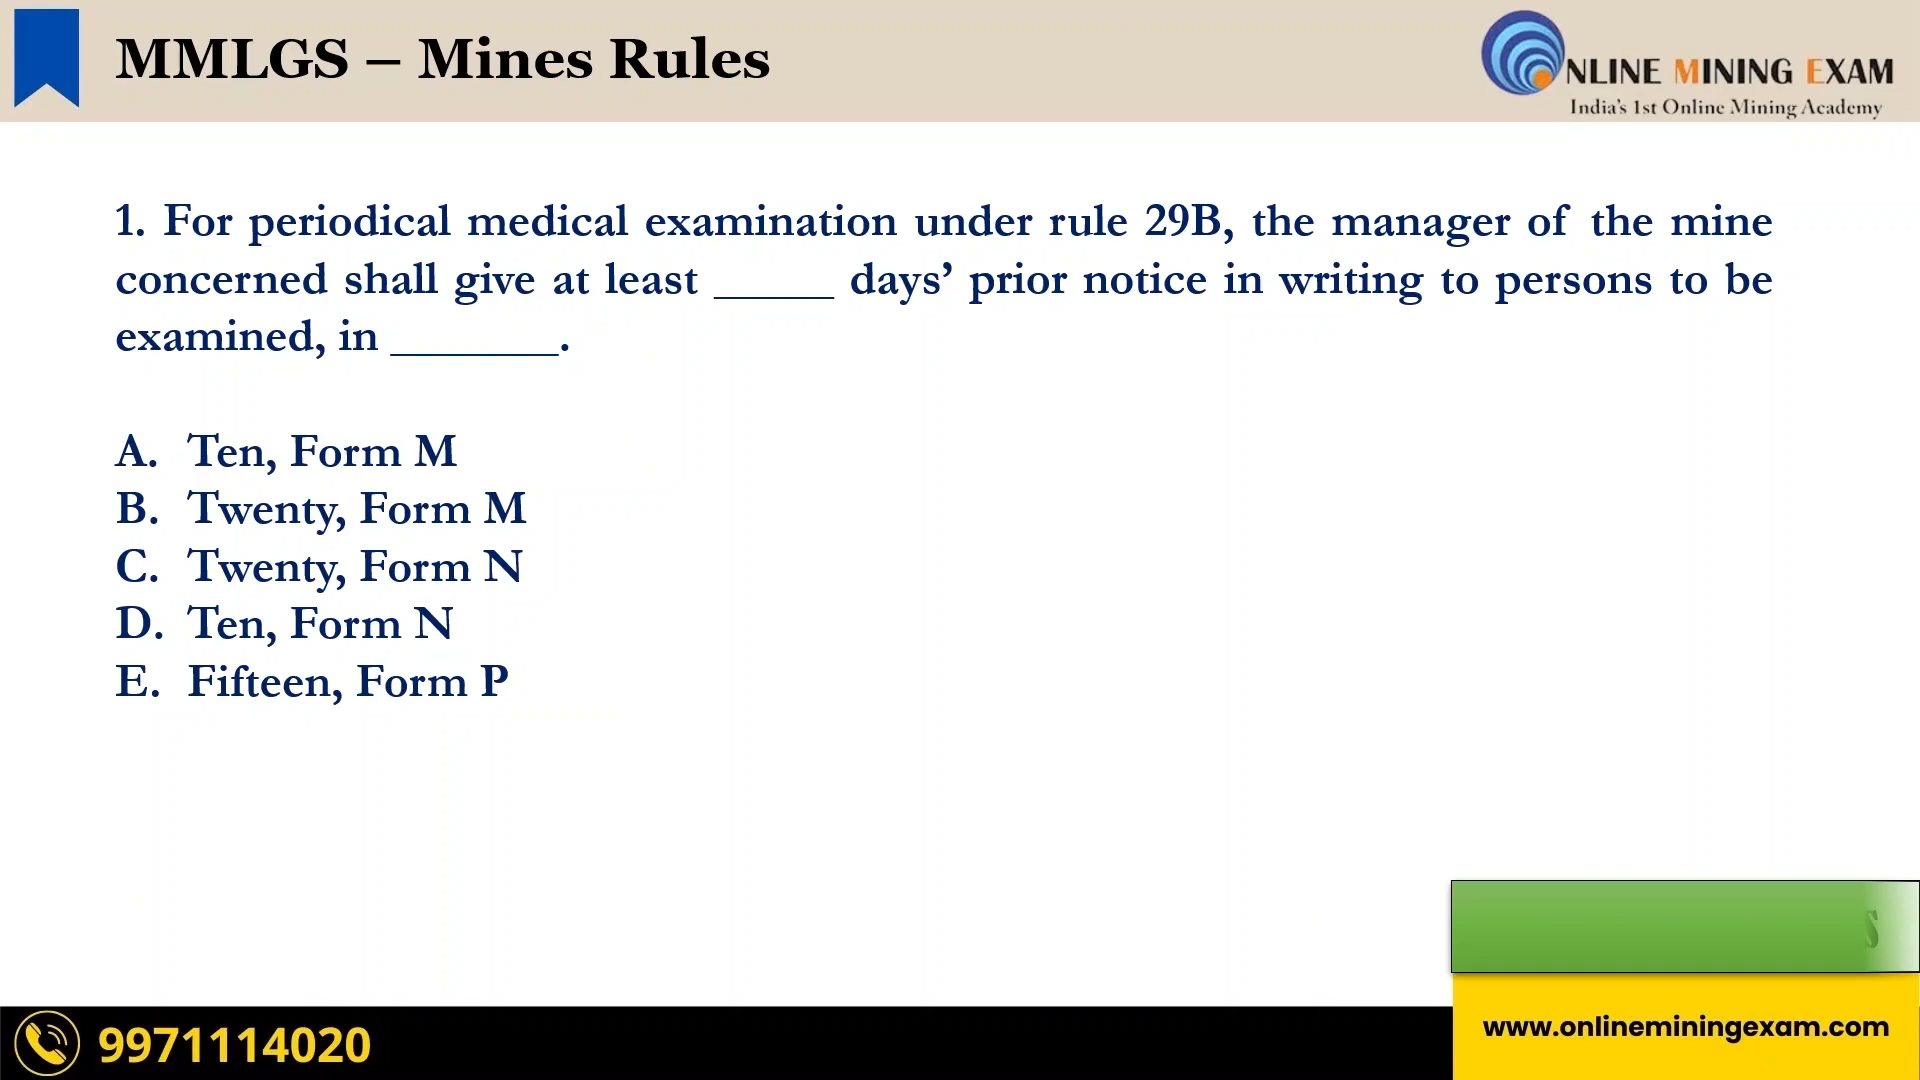 MMLGS – Mines Rules
NLINE MINING EXAM
India's 1st Online Mining Academy
1. For periodical medical examination under rule 29B, the manager of the mine
concerned shall give at least _____ days’ prior notice in writing to persons to be
examined, in _______.
A. Ten, Form M
B. Twenty, Form M
C. Twenty, Form N
D. Ten, Form N
E. Fifteen, Form P
S
9971114020
www.onlineminingexam.com